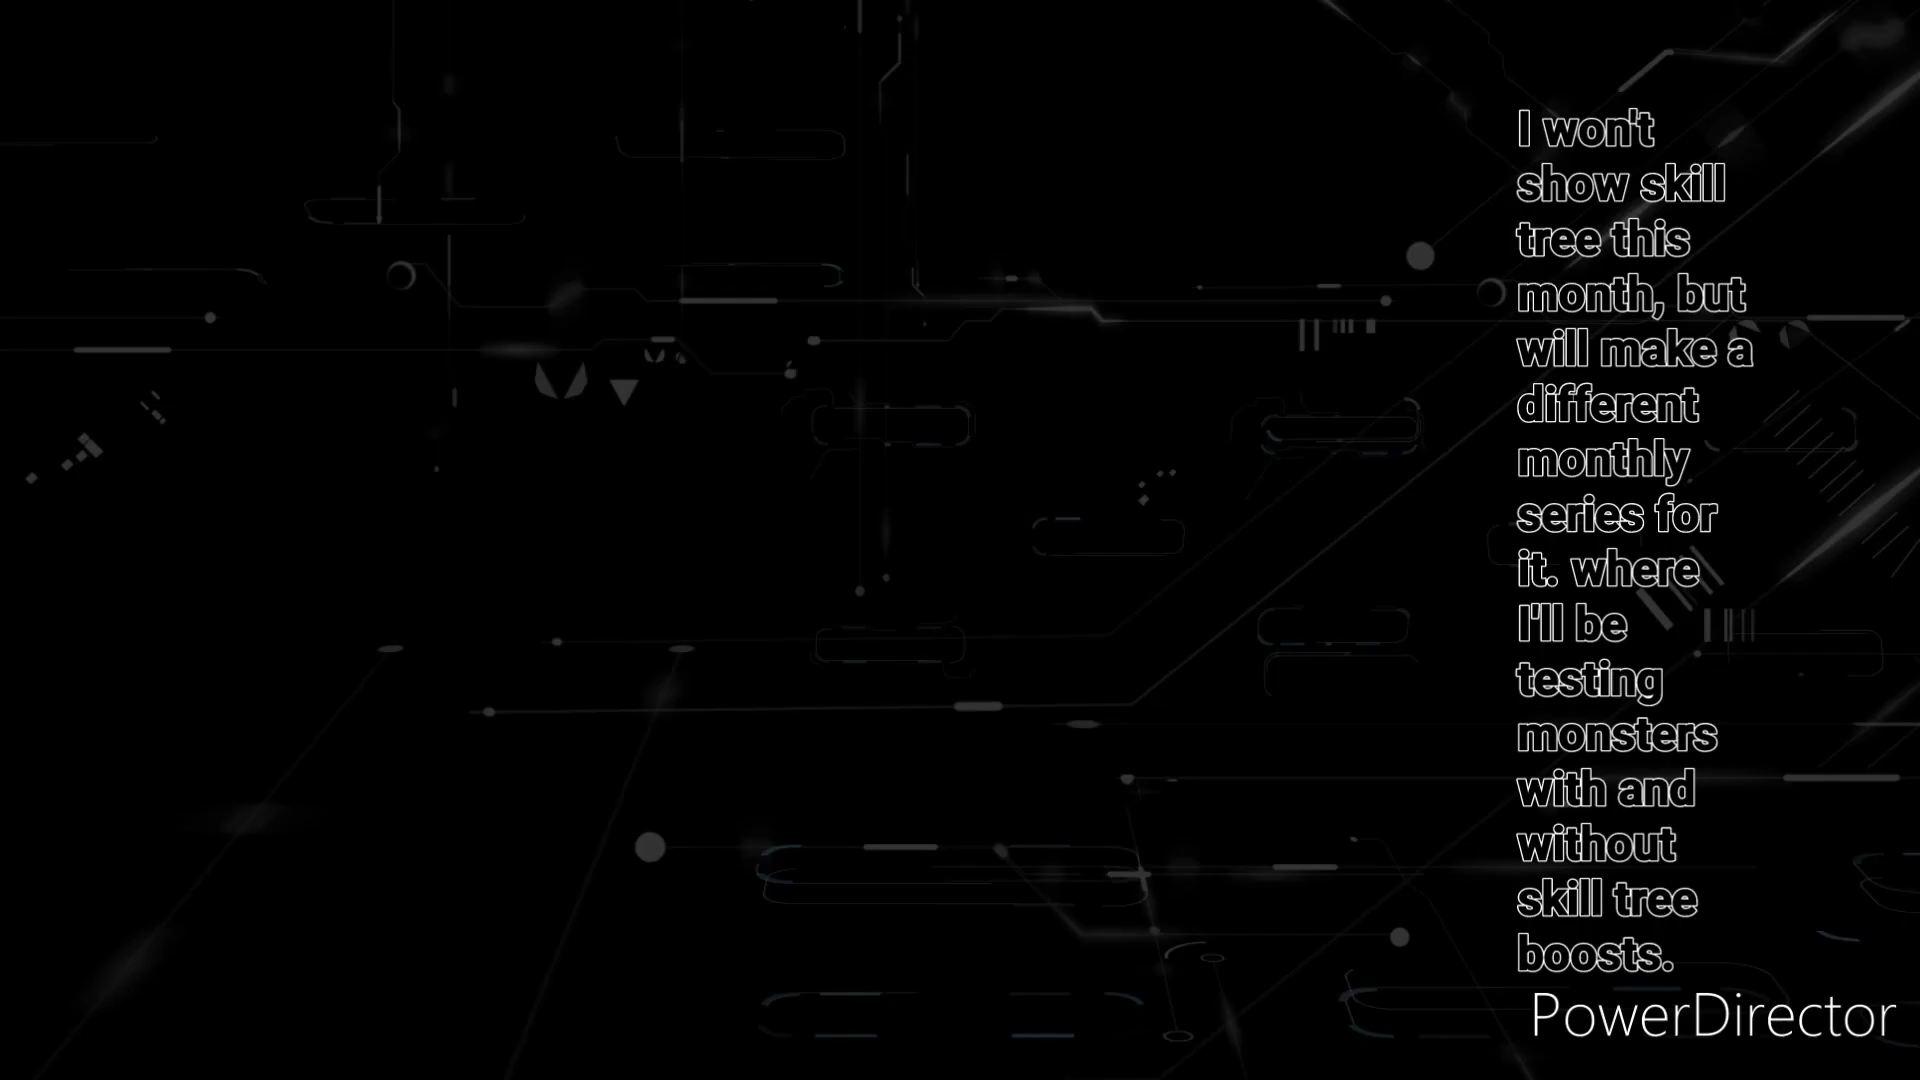 I won't
show skill
tree this
month, but
will make a
different
monthly
series for
it. where
I'll be
testing
monsters
with and
without
skill tree
boosts.
PowerDirector